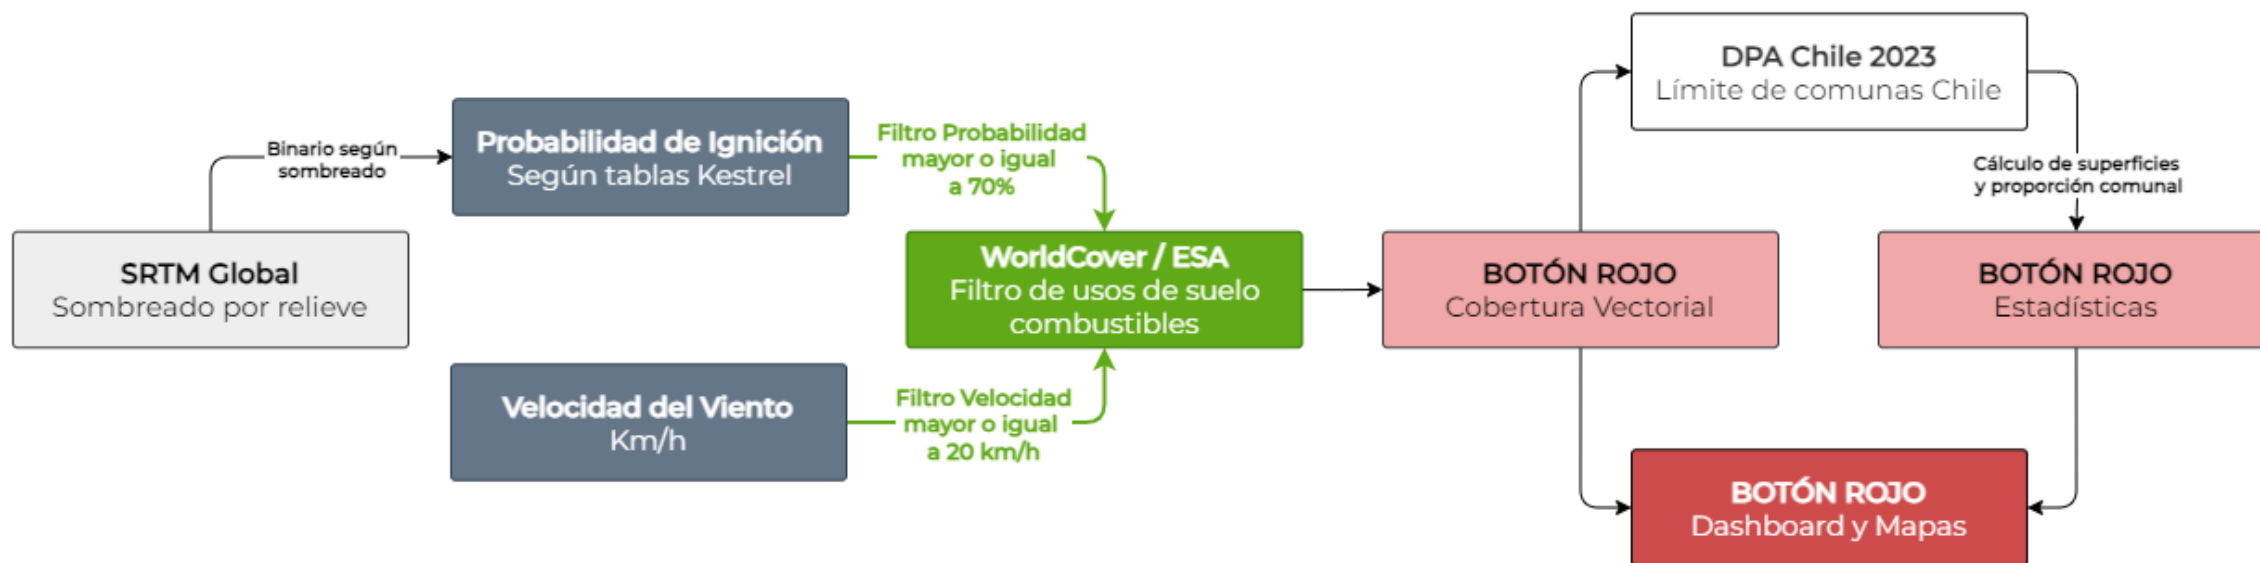 SRTM Global
Sombreado por relieve
Binario según
sombreado
Probabilidad de Ignición
Según tablas Kestrel
Velocidad del Viento
Km/h
Filtro Probabilidad
mayor o igual
a 70%
Filtro Velocidad
mayor o igual
a 20 km/h
WorldCover / ESA
Filtro de usos de suelo
combustibles
BOTÓN ROJO
Cobertura Vectorial
DPA Chile 2023
Límite de comunas Chile
Cálculo de superficies
y proporción comunal
BOTÓN ROJO
Estadísticas
BOTÓN ROJO
Dashboard y Mapas